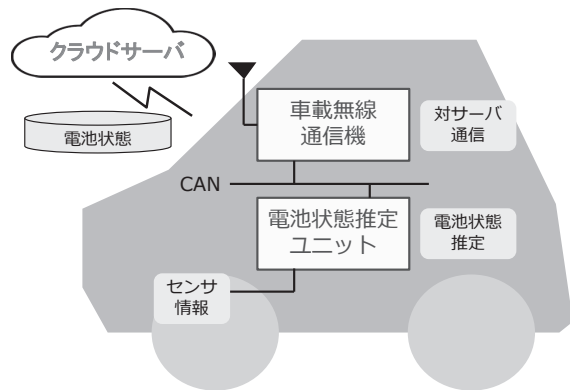 クラウドサーバ
電池状態
車載無線
通信機
対サーバ
通信
CAN
電池状態推定
ユニット
電池状態
推定
センサ
情報